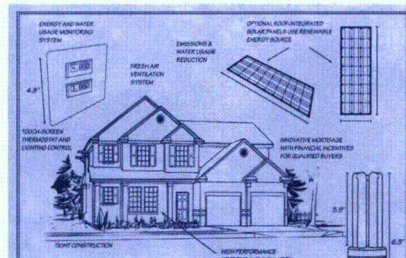 ENERGY AND WATER
USAGE MONITORING
SYSTEM
4.5"
TOUCH-SCREEN
THERMOSTAT AND
LIGHTING CONTROL
FRESH AIR
VENTILATION
SYSTEM
EMISSIONS &
WATER USAGE
REDUCTION
OPTIONAL ROOF-INTEGRATED
SOLAR PANELS USE RENEWABLE
ENERGY SOURCE
INNOVATIVE MORTGAGE
WITH FINANCIAL INCENTIVES
FOR QUALIFIED BUYERS
5.9"
6.5"
TIGHT CONSTRUCTION
HIGH PERFORMANCE